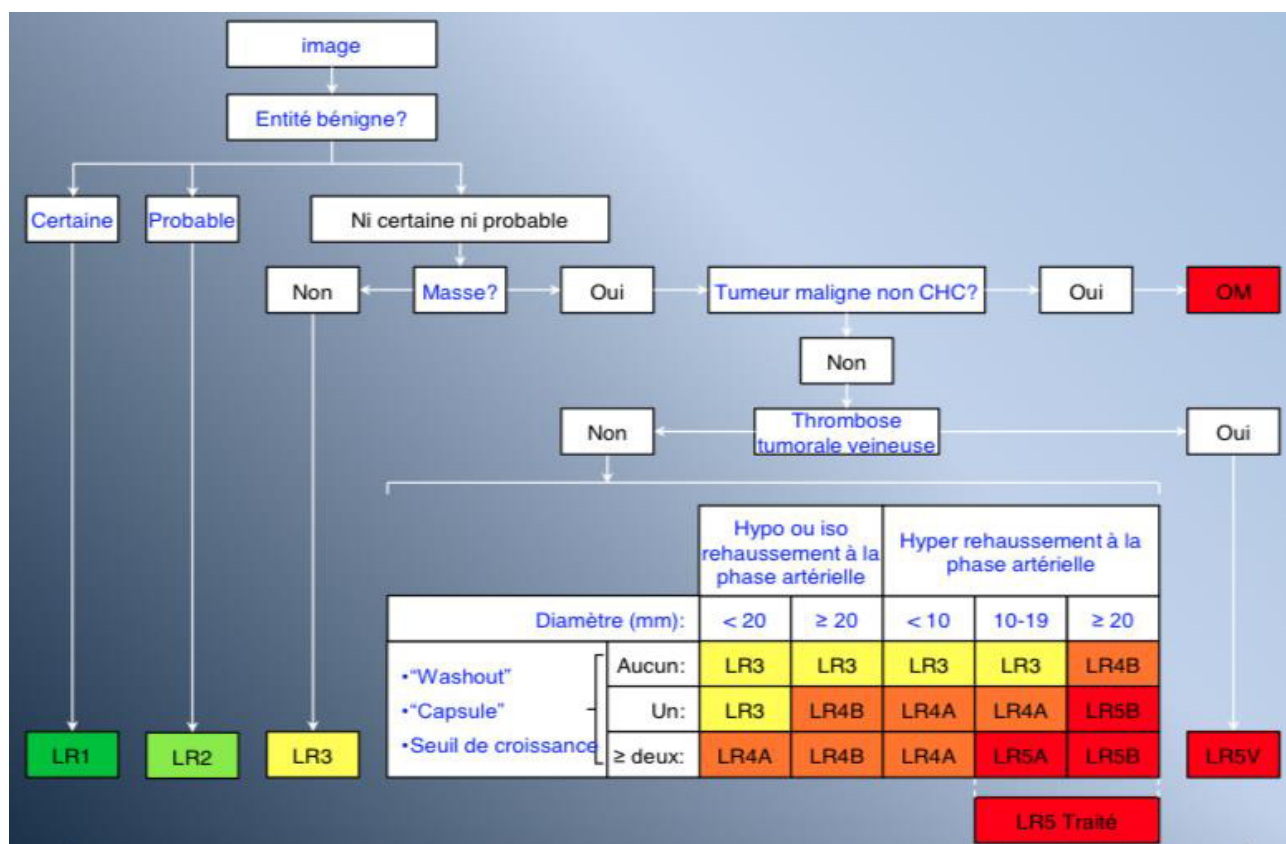 image
Entité bénigne?
Certaine
Probable
Ni certaine ni probable
Non
Masse?
Oui
Tumeur maligne non CHC?
Oui
OM
Non
Non
Thrombose
tumorale veineuse
Oui
Hypo ou iso
rehaussement à la
phase artérielle
Hyper rehaussement à la
phase artérielle
Diamètre (mm): < 20 ≥ 20 < 10 10-19 ≥ 20
•"Washout"
•"Capsule"
•Seuil de croissance
Aucun: LR3 LR3 LR3 LR3 LR4B
Un: LR3 LR4B LR4A LR4A LR5B
≥ deux: LR4A LR4B LR4A LR5A LR5B
LR1
LR2
LR3
LR5V
LR5 Traité